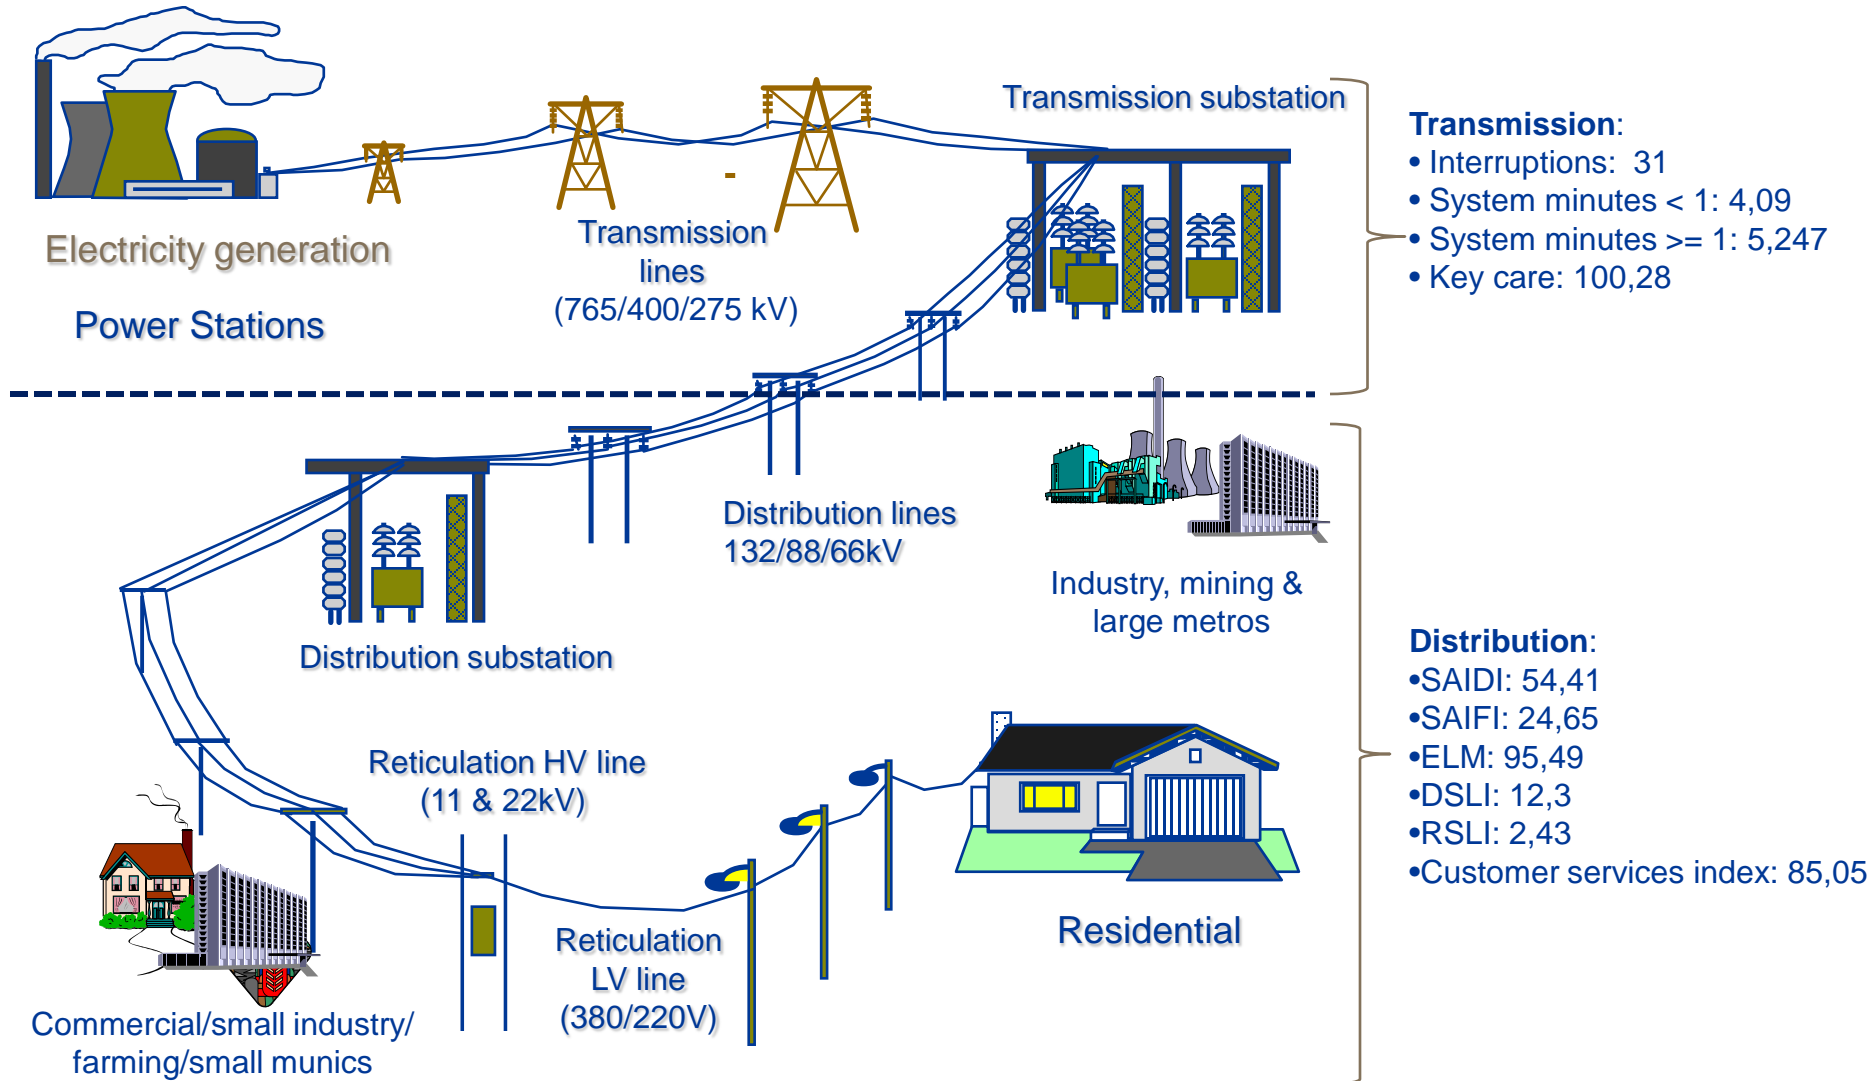 Electricity generation
Power Stations
Transmission
lines
(765/400/275 kV)
Transmission substation
Transmission:
• Interruptions:  31
• System minutes < 1: 4,09
• System minutes >= 1: 5,247
• Key care: 100,28
Distribution lines
132/88/66kV
Industry, mining &
large metros
Distribution substation
Distribution:
•SAIDI: 54,41
•SAIFI: 24,65
•ELM: 95,49
•DSLI: 12,3
•RSLI: 2,43
•Customer services index: 85,05
Reticulation HV line
(11 & 22kV)
Reticulation
LV line
(380/220V)
Residential
Commercial/small industry/
farming/small munics